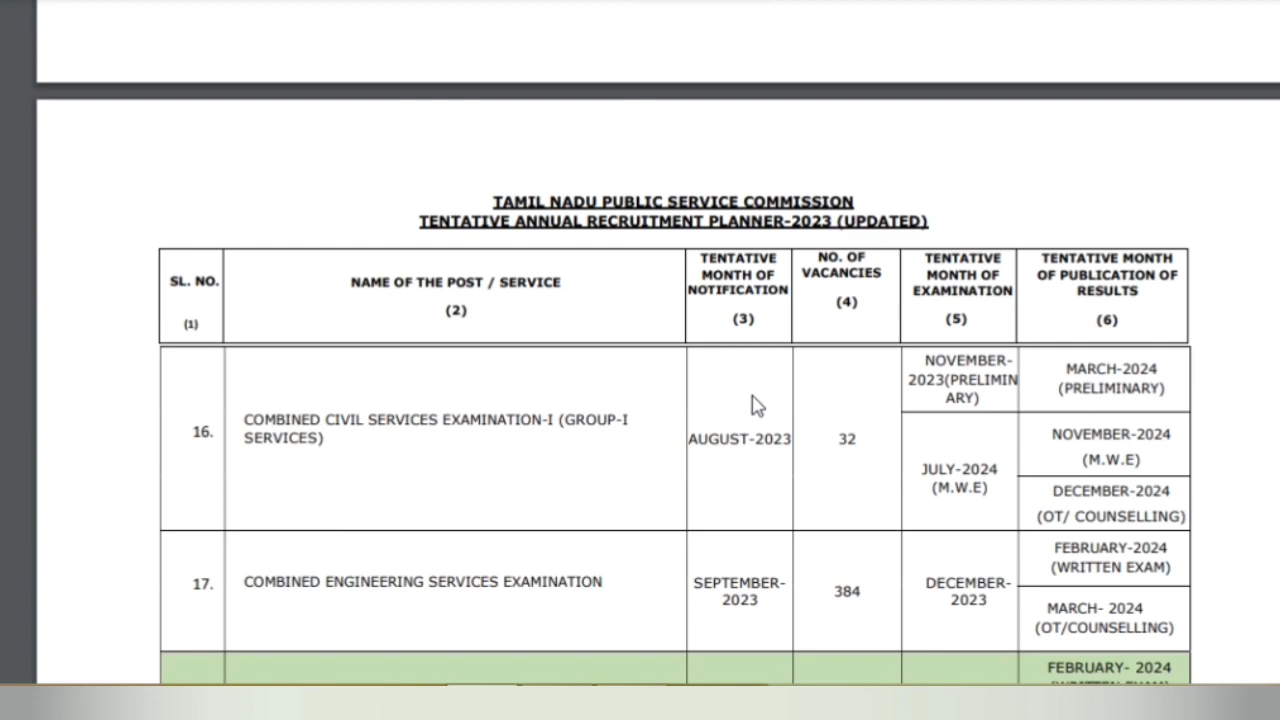 TAMIL NADU PUBLIC SERVICE COMMISSION
TENTATIVE ANNUAL RECRUITMENT PLANNER-2023 (UPDATED)
SL. NO.
(1)
NAME OF THE POST / SERVICE
(2)
TENTATIVE
MONTH OF
NOTIFICATION
(3)
NO. OF
VACANCIES
(4)
TENTATIVE
MONTH OF
EXAMINATION
(5)
TENTATIVE MONTH
OF PUBLICATION OF
RESULTS
(6)
16.
COMBINED CIVIL SERVICES EXAMINATION-I (GROUP-I
SERVICES)
AUGUST-2023
32
NOVEMBER-
2023(PRELIMIN
ARY)
JULY-2024
(M.W.E)
MARCH-2024
(PRELIMINARY)
NOVEMBER-2024
(M.W.E)
DECEMBER-2024
(OT/ COUNSELLING)
17.
COMBINED ENGINEERING SERVICES EXAMINATION
SEPTEMBER-
2023
384
DECEMBER-
2023
FEBRUARY-2024
(WRITTEN EXAM)
MARCH- 2024
(OT/COUNSELLING)
FEBRUARY- 2024